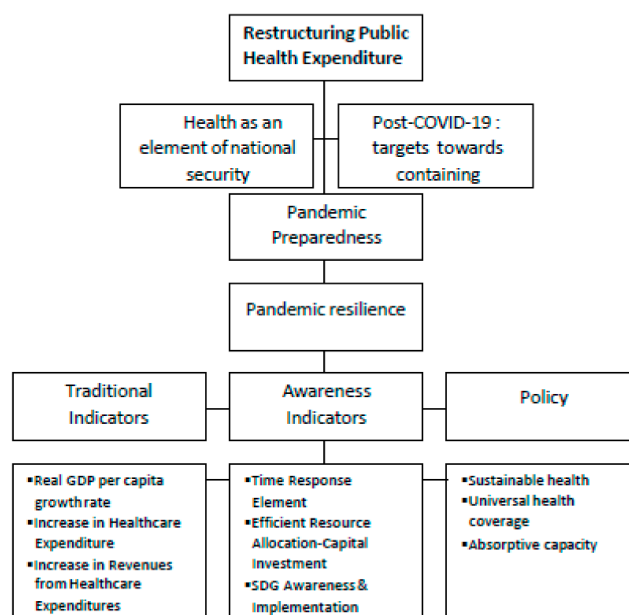 Restructuring Public
Health Expenditure
Health as an
element of national
security
Post-COVID-19 :
targets towards
containing
Pandemic
Preparedness
Pandemic resilience
Traditional
Indicators
Awareness
Indicators
Policy
▪Real GDP per capita
growth rate
▪Increase in Healthcare
Expenditure
▪Increase in Revenues
from Healthcare
Expenditures
▪Time Response
Element
▪Efficient Resource
Allocation-Capital
Investment
▪SDG Awareness &
Implementation
▪Sustainable health
▪Universal health
coverage
▪Absorptive capacity